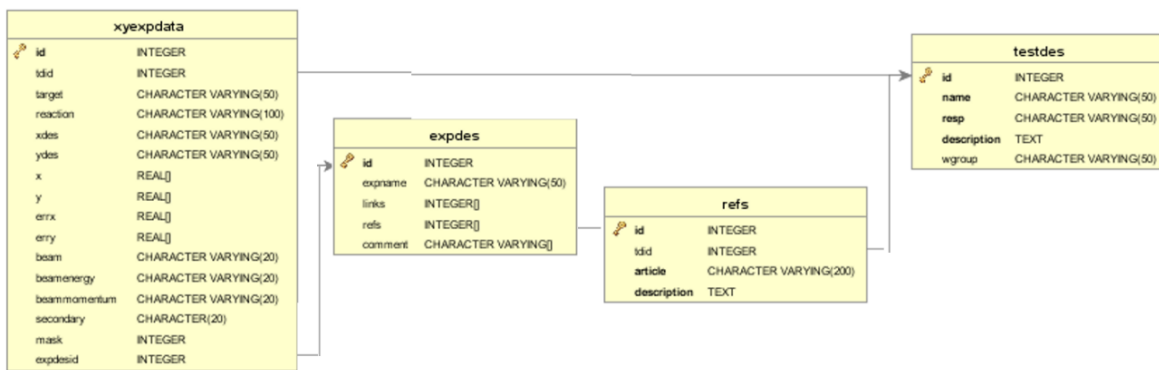 xyexpdata
id INTEGER
tdid INTEGER
target CHARACTER VARYING(50)
reaction CHARACTER VARYING(100)
xdes CHARACTER VARYING(50)
ydes CHARACTER VARYING(50)
x REAL[]
y REAL[]
errx REAL[]
erry REAL[]
beam CHARACTER VARYING(20)
beamenergy CHARACTER VARYING(20)
beammomentum CHARACTER VARYING(20)
secondary CHARACTER(20)
mask INTEGER
expdesid INTEGER
expdes
id INTEGER
expname CHARACTER VARYING(50)
links INTEGER[]
refs INTEGER[]
comment CHARACTER VARYING[]
refs
id INTEGER
tdid INTEGER
article CHARACTER VARYING(200)
description TEXT
testdes
id INTEGER
name CHARACTER VARYING(50)
resp CHARACTER VARYING(50)
description TEXT
wgroup CHARACTER VARYING(50)